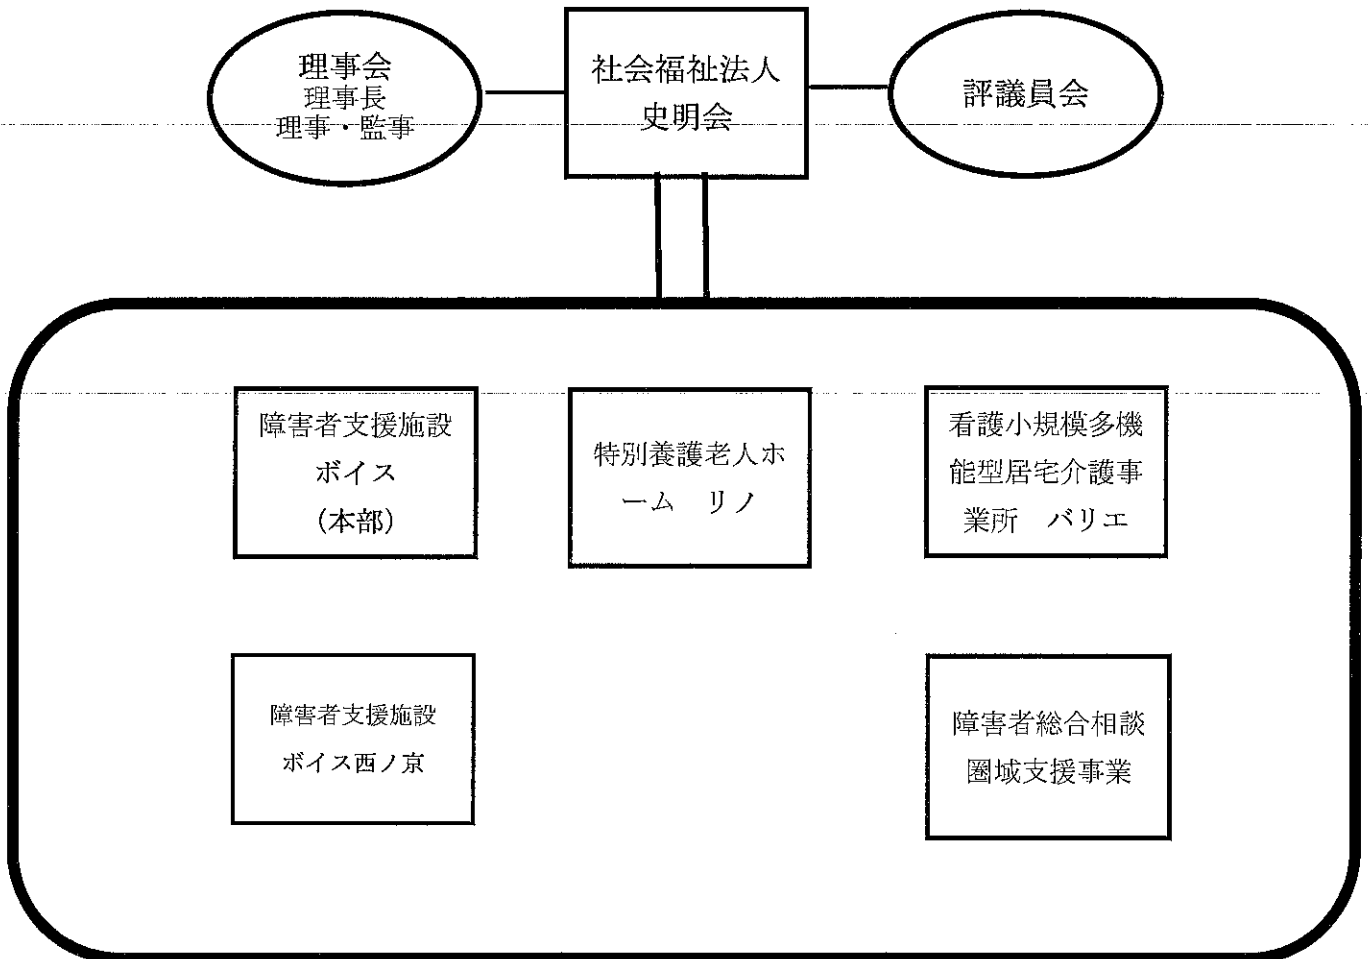 理事会
理事長
理事・監事
社会福祉法人
史明会
評議員会
障害者支援施設
ボイス
（本部）
特別養護老人ホ
ーム　リノ
看護小規模多機
能型居宅介護事
業所　バリエ
障害者支援施設
ボイス西ノ京
障害者総合相談
圏域支援事業